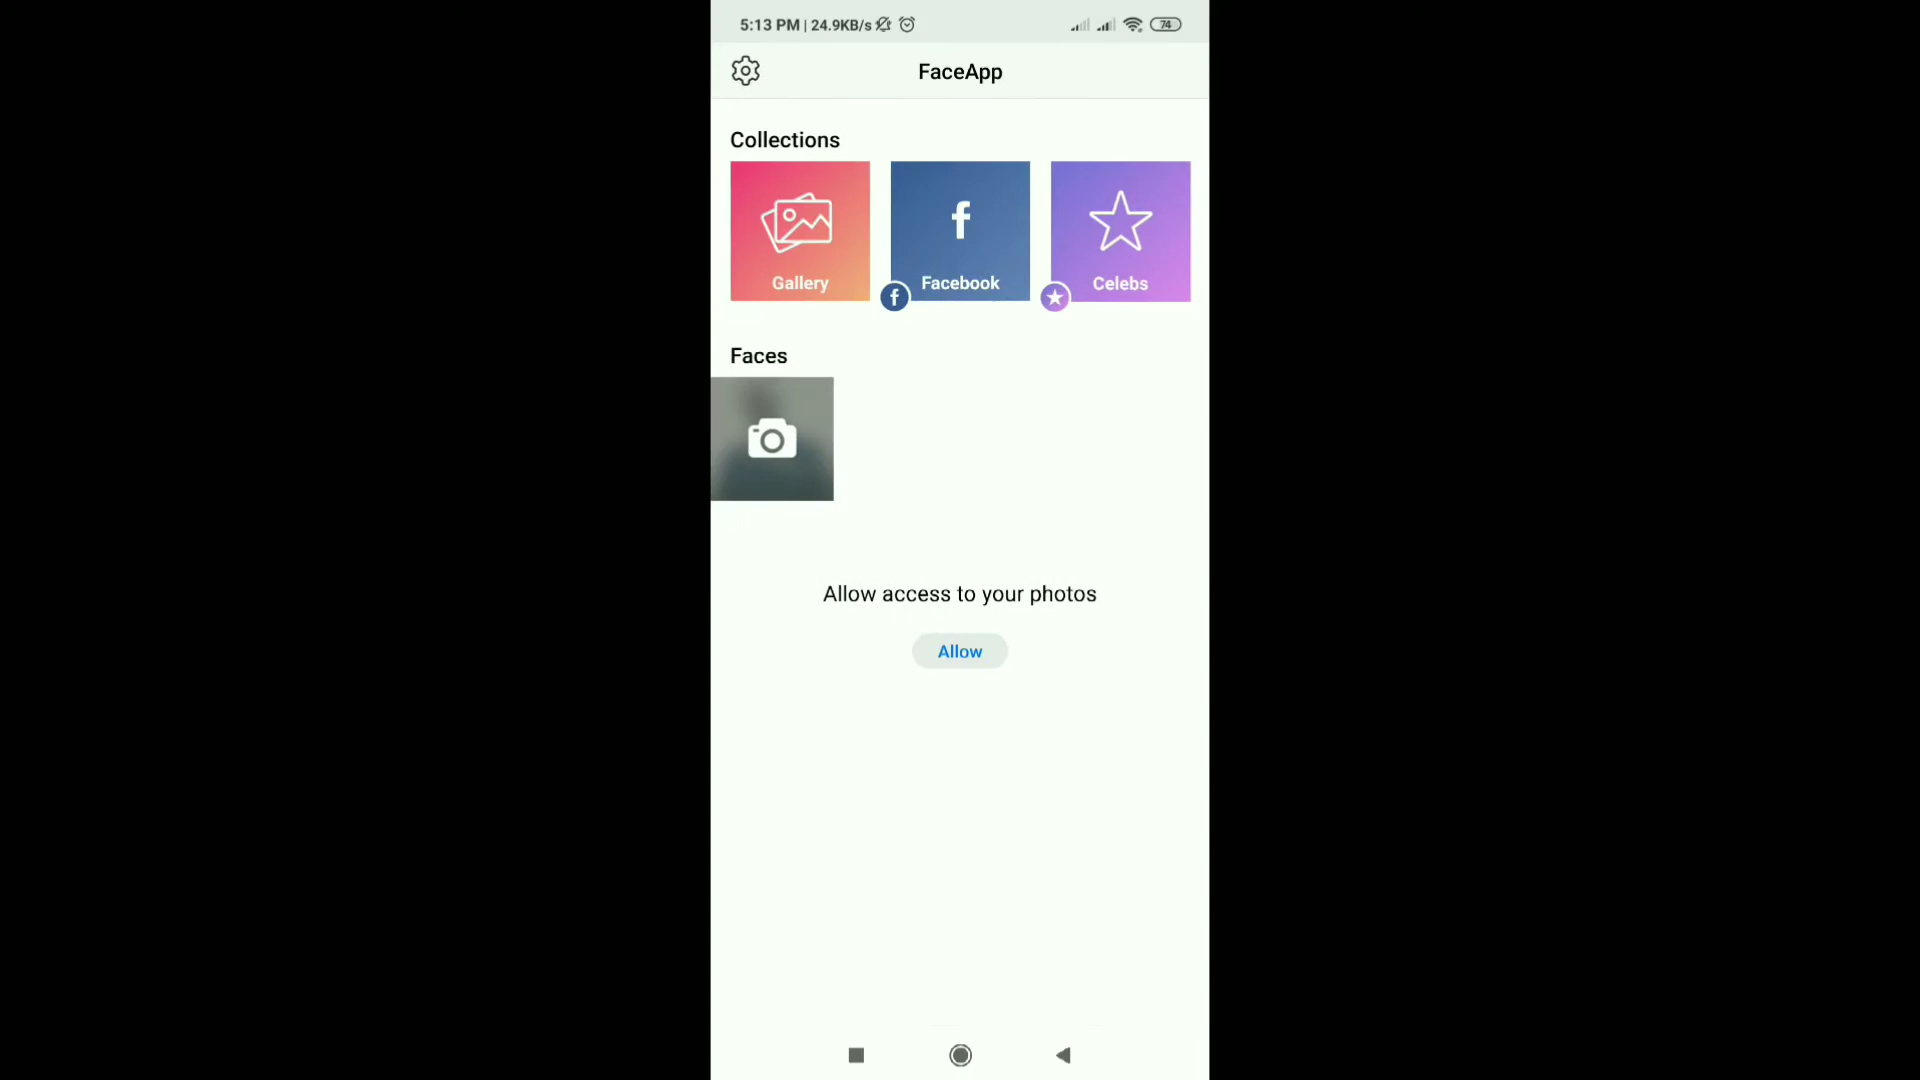 5:13 PM | 24.9KB/s 74
FaceApp
Collections
Gallery
Facebook
Celebs
Faces
Allow access to your photos
Allow